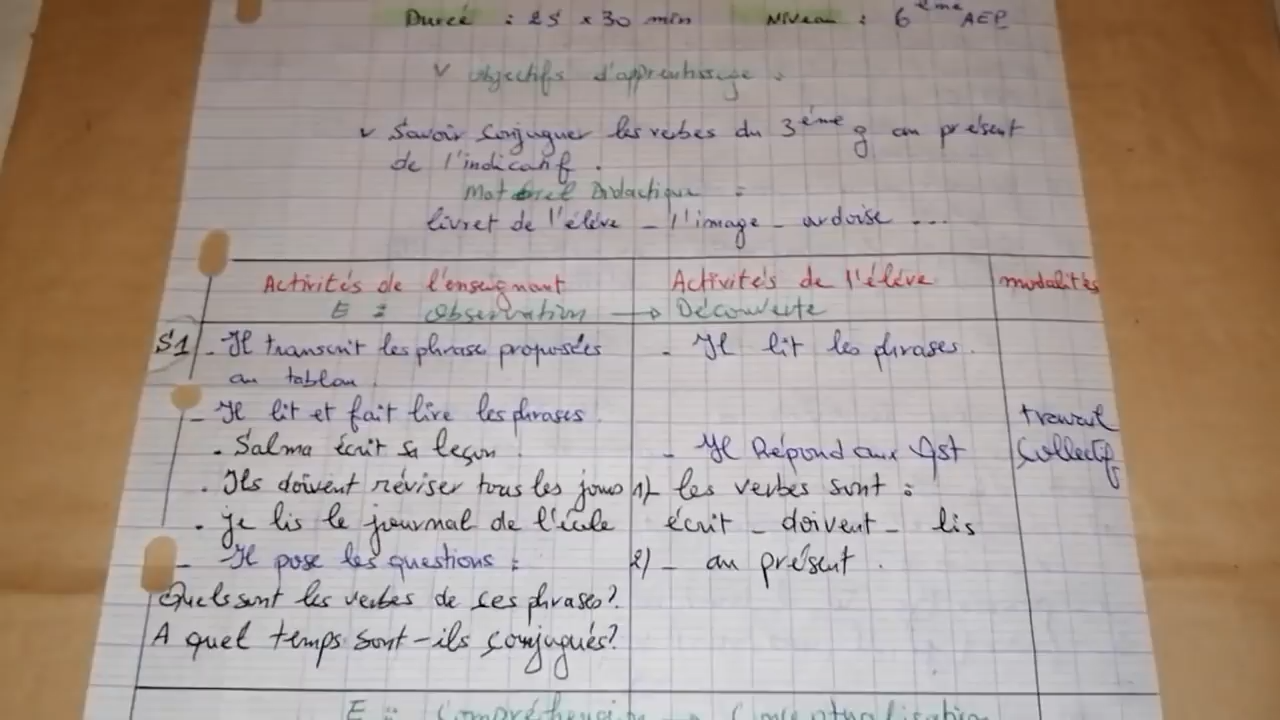 Durée : 2S × 30 min Niveau : 6ème AEP
v Objectifs d'apprentissage :
v Savoir conjuguer les verbes du 3éme g au présent
de l'indicatif .
Matériel Didactique :
livret de l'élève _ l'image _ ardoise ...
Activités de l'enseignant Activités de l'éléve modalités
E : Observation → Découverte
S1 - Il transcrit les phrases proposées - Il lit les phrases.
au tableau.
- Il lit et fait lire les phrases. travail
. Salma écrit sa leçon. - Il Répond aux Qst collectif
. Ils doivent réviser tous les jours 1) les verbes sont :
. je lis le journal de l'école écrit _ doivent _ lis
- Il pose les questions : 2) - au présent .
Quels sont les verbes de ces phrases?
A quel temps sont-ils conjugués?
E :